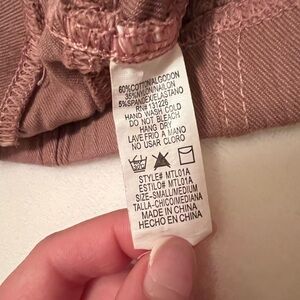 60%COTTON/ALGODON
35%NYLON/NAILON
5%SPANDEX/ELASTANO
RN# 131226
HAND WASH COLD
DO NOT BLEACH
HANG DRY
LAVE FRIO A MANO
NO USAR CLORO
STYLE# MTL01A
ESTILO# MTL01A
SIZE-SMALL/MEDIUM
TALLA-CHICO/MEDIANO
MADE IN CHINA
HECHO EN CHINA